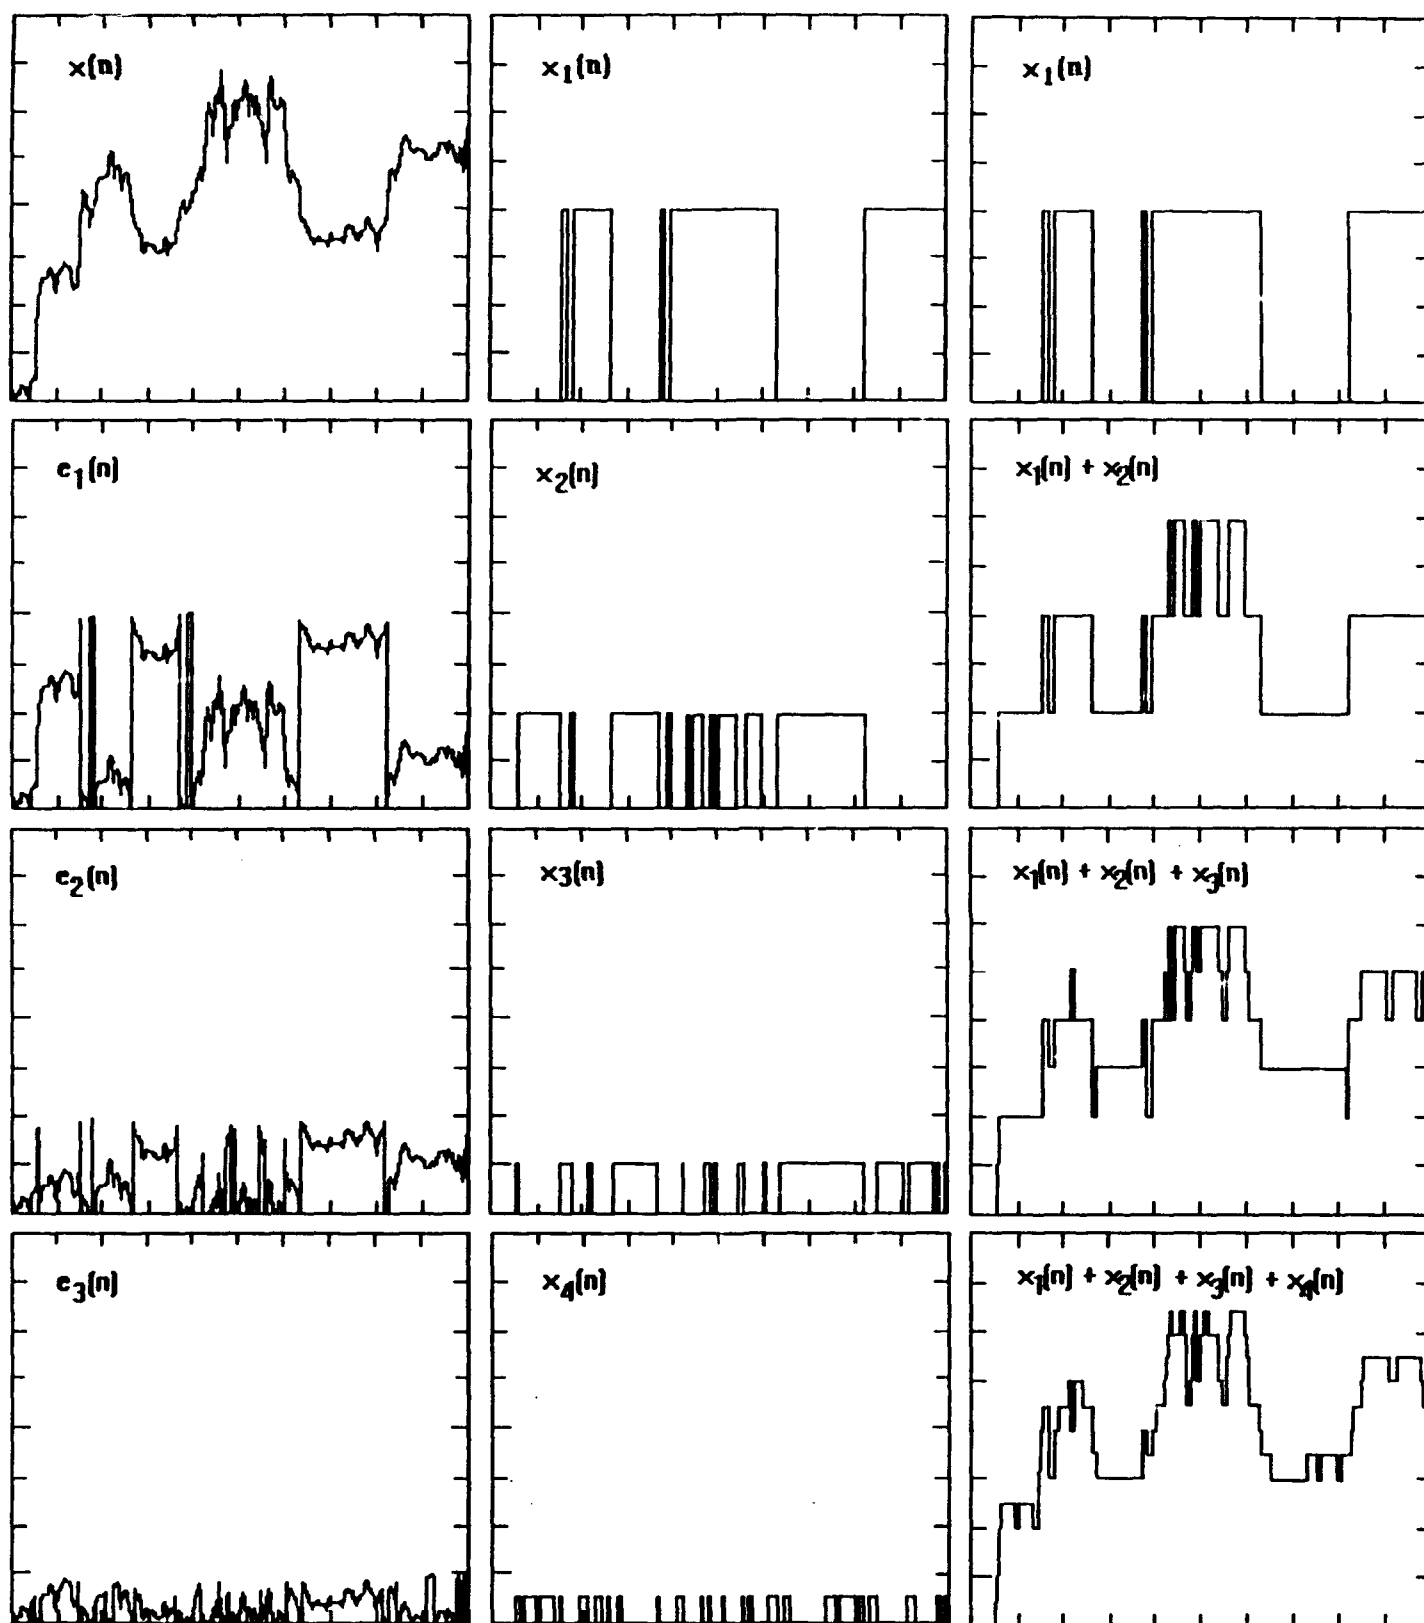 x(n)
x1(n)
x1(n)
e1(n)
x2(n)
x1(n) + x2(n)
e2(n)
x3(n)
x1(n) + x2(n) + x3(n)
e3(n)
x4(n)
x1(n) + x2(n) + x3(n) + x4(n)